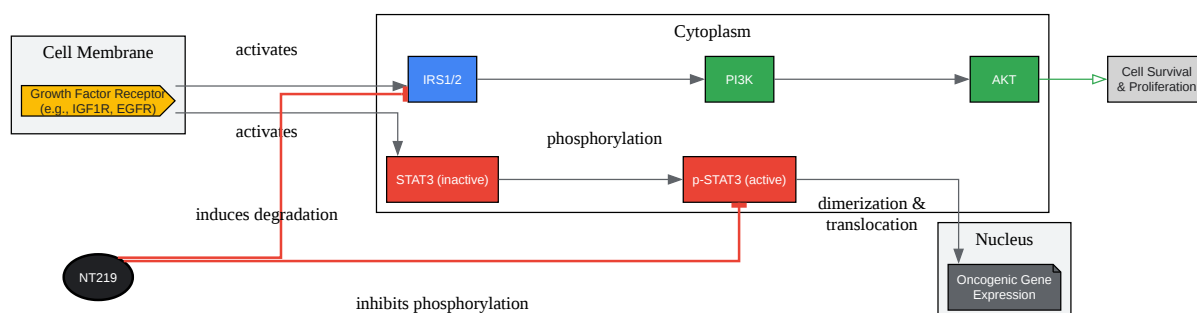 Cytoplasm
Cell Membrane
activates
IRS1/2
PI3K
AKT
Cell Survival
& Proliferation
Growth Factor Receptor
(e.g., IGF1R, EGFR)
activates
phosphorylation
STAT3 (inactive)
p-STAT3 (active)
induces degradation
dimerization &
translocation
Nucleus
NT219
Oncogenic Gene
Expression
inhibits phosphorylation